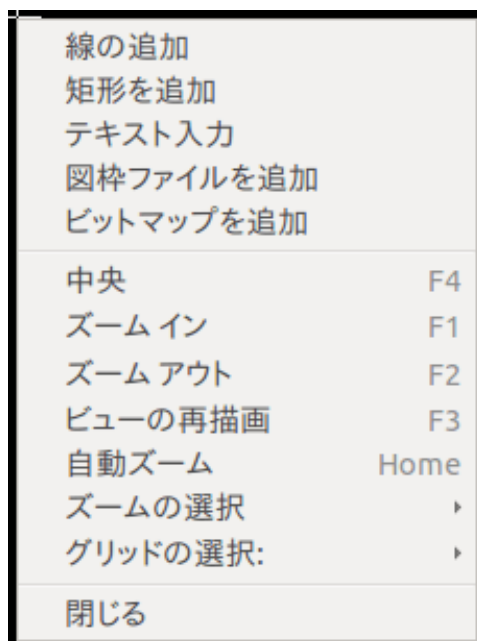 線の追加
矩形を追加
テキスト入力
図枠ファイルを追加
ビットマップを追加
中央 F4
ズーム イン F1
ズーム アウト F2
ビューの再描画 F3
自動ズーム Home
ズームの選択
グリッドの選択:
閉じる